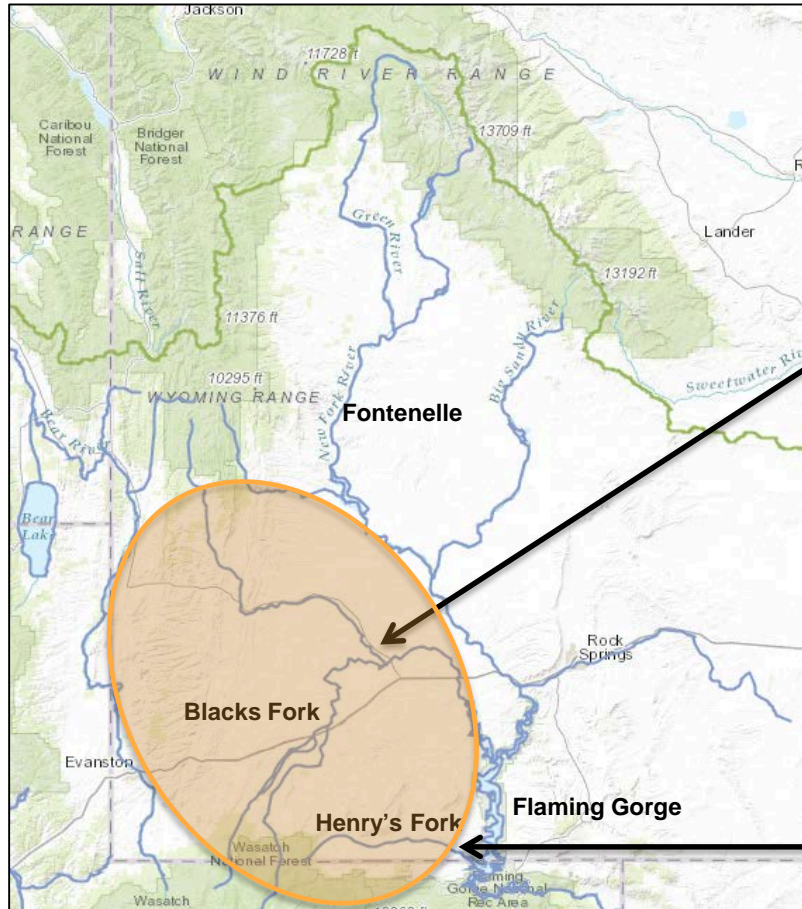 Jackson
11728 ft
WIND RIVER RANGE
Caribou
National
Forest
Bridger
National
Forest
13709 ft
R
Lander
RANGE
Salt River
Green River
13192 ft
11376 ft
Big Sandy River
Sweetwater Riv
10295 ft
WYOMING RANGE
New Fork River
Fontenelle
Bear River
Bear
Lake
Rock
Springs
Blacks Fork
Evanston
Flaming Gorge
Henry's Fork
Wasatch
National Forest
Flaming
Gorge National
Rec Area
Wasatch